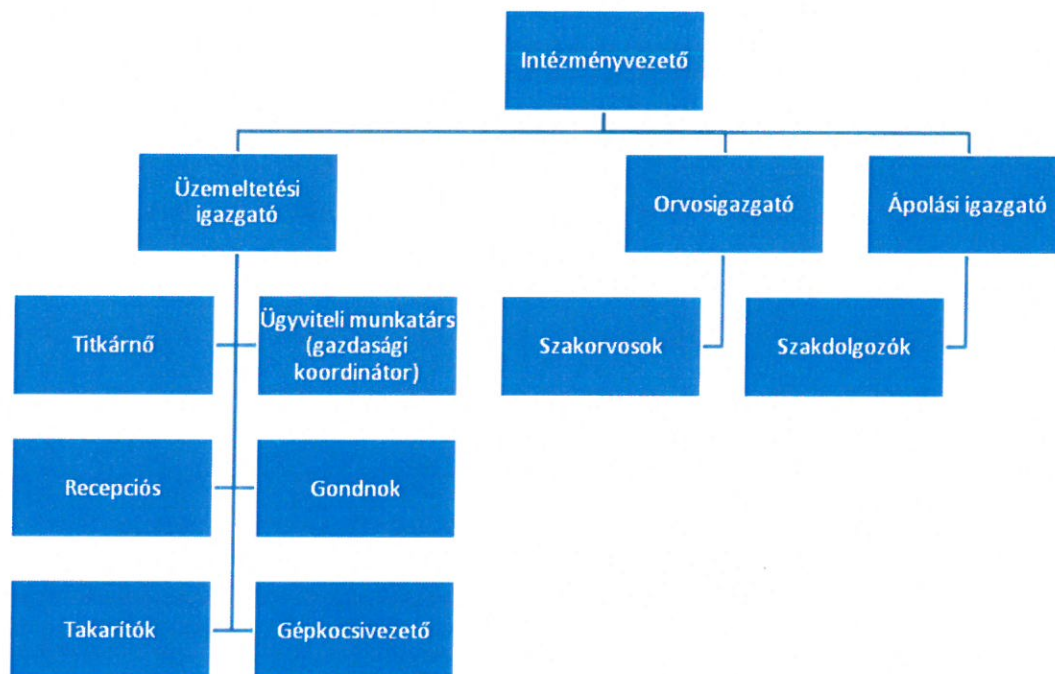 Intézményvezető
Üzemeltetési
igazgató
Orvosigazgató
Ápolási igazgató
Titkárnő
Ügyviteli munkatárs
(gazdasági
koordinátor)
Szakorvosok
Szakdolgozók
Recepciós
Gondnok
Takarítók
Gépkocsivezető